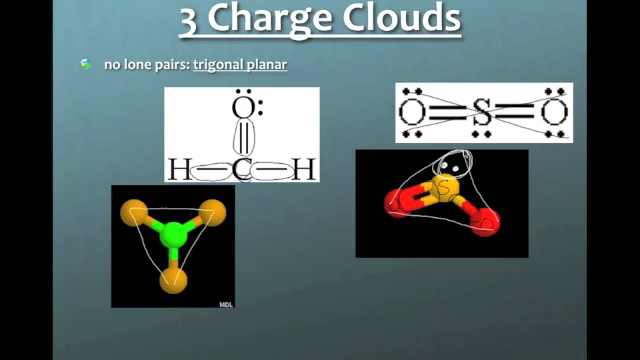 3 Charge Clouds
no lone pairs: trigonal planar
O
H C H
O S O
S
MDL